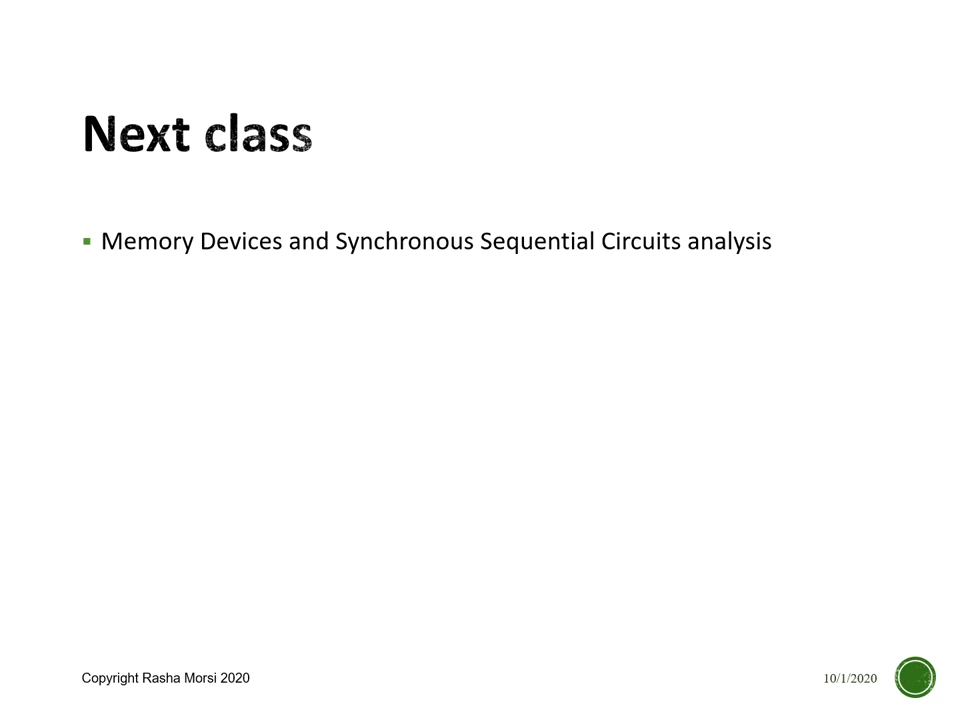 Next class
▪ Memory Devices and Synchronous Sequential Circuits analysis
Copyright Rasha Morsi 2020
10/1/2020